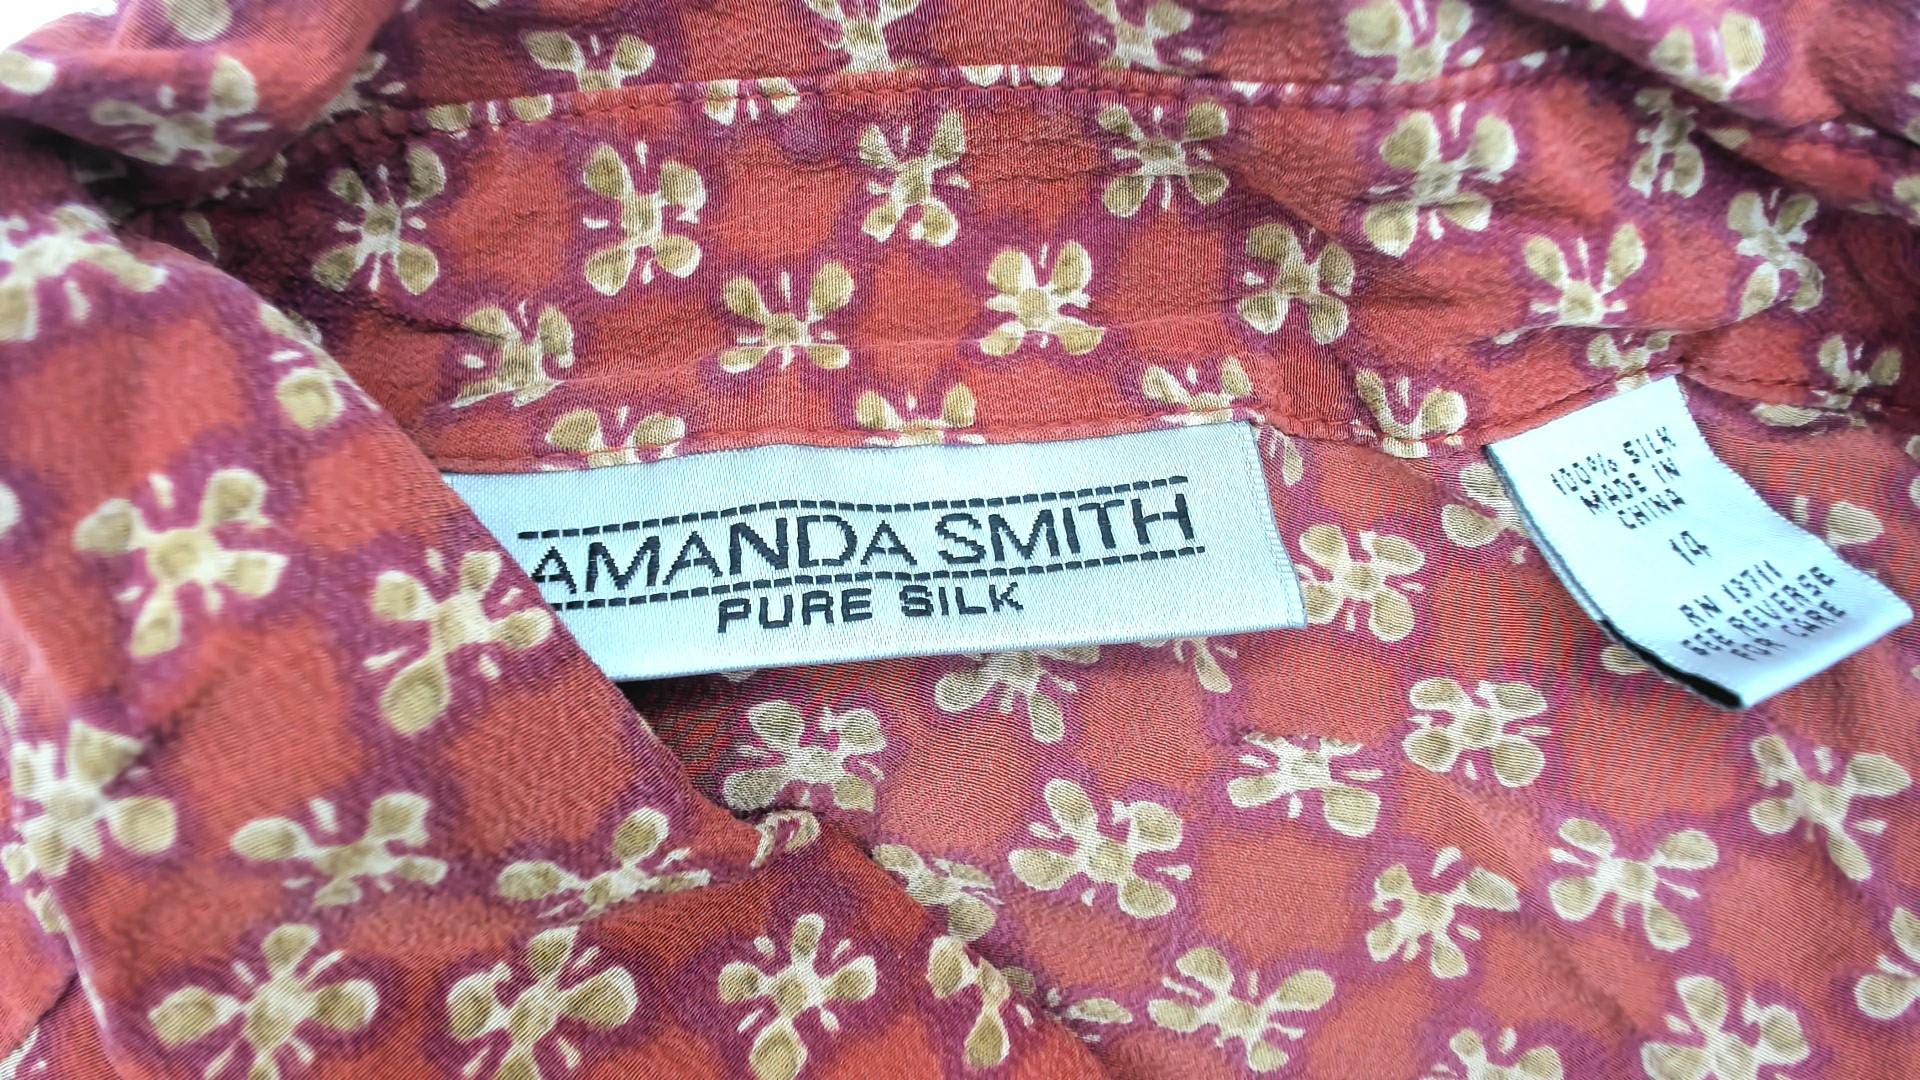 AMANDA SMITH
PURE SILK
100% SILK
MADE IN
CHINA
14
RN 13711
SEE REVERSE
FOR CARE